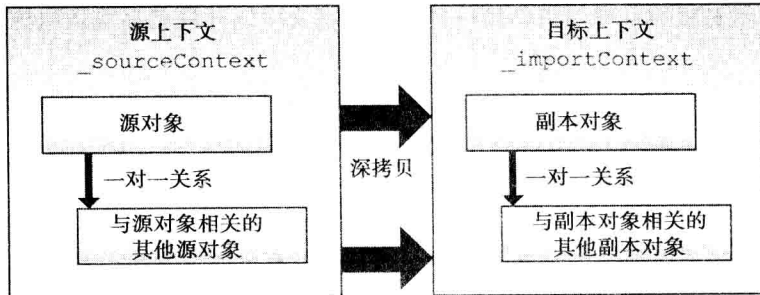 源上下文
_sourceContext
源对象
一对一关系
与源对象相关的
其他源对象
深拷贝
目标上下文
_importContext
副本对象
一对一关系
与副本对象相关的
其他副本对象